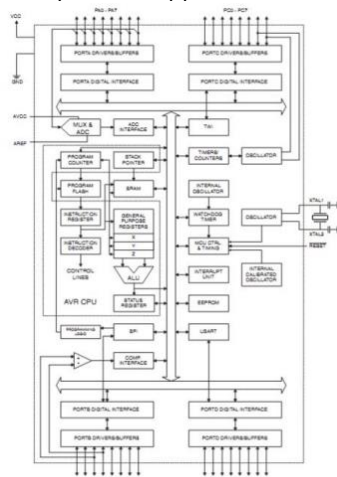 PA0 - PA7
PC0 - PC7
VCC
PORTA DRIVERS/BUFFERS
PORTC DRIVERS/BUFFERS
GND
PORTA DIGITAL INTERFACE
PORTC DIGITAL INTERFACE
AVCC
MUX &
ADC
ADC
INTERFACE
TWI
AREF
PROGRAM
COUNTER
STACK
POINTER
TIMERS/
COUNTERS
OSCILLATOR
PROGRAM
FLASH
SRAM
INTERNAL
OSCILLATOR
XTAL1
INSTRUCTION
REGISTER
GENERAL
PURPOSE
REGISTERS
WATCHDOG
TIMER
OSCILLATOR
X
XTAL2
INSTRUCTION
DECODER
Y
MCU CTRL.
& TIMING
RESET
Z
CONTROL
LINES
ALU
INTERRUPT
UNIT
INTERNAL
CALIBRATED
OSCILLATOR
AVR CPU
STATUS
REGISTER
EEPROM
PROGRAMMING
LOGIC
SPI
USART
+
-
COMP.
INTERFACE
PORTB DIGITAL INTERFACE
PORTD DIGITAL INTERFACE
PORTB DRIVERS/BUFFERS
PORTD DRIVERS/BUFFERS